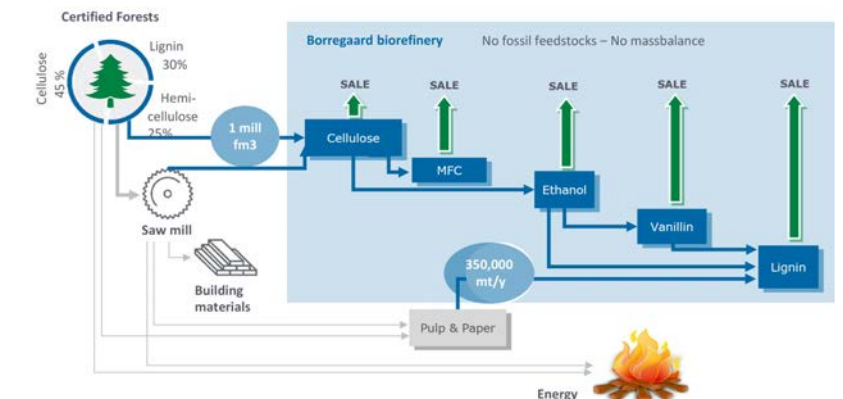 Certified Forests
Lignin
30%
Cellulose
45 %
Hemi-
cellulose
25%
Borregaard biorefinery
No fossil feedstocks – No massbalance
SALE
SALE
SALE
SALE
SALE
1 mill
fm3
Cellulose
MFC
Ethanol
Vanillin
Lignin
Saw mill
Building
materials
350,000
mt/y
Pulp & Paper
Energy